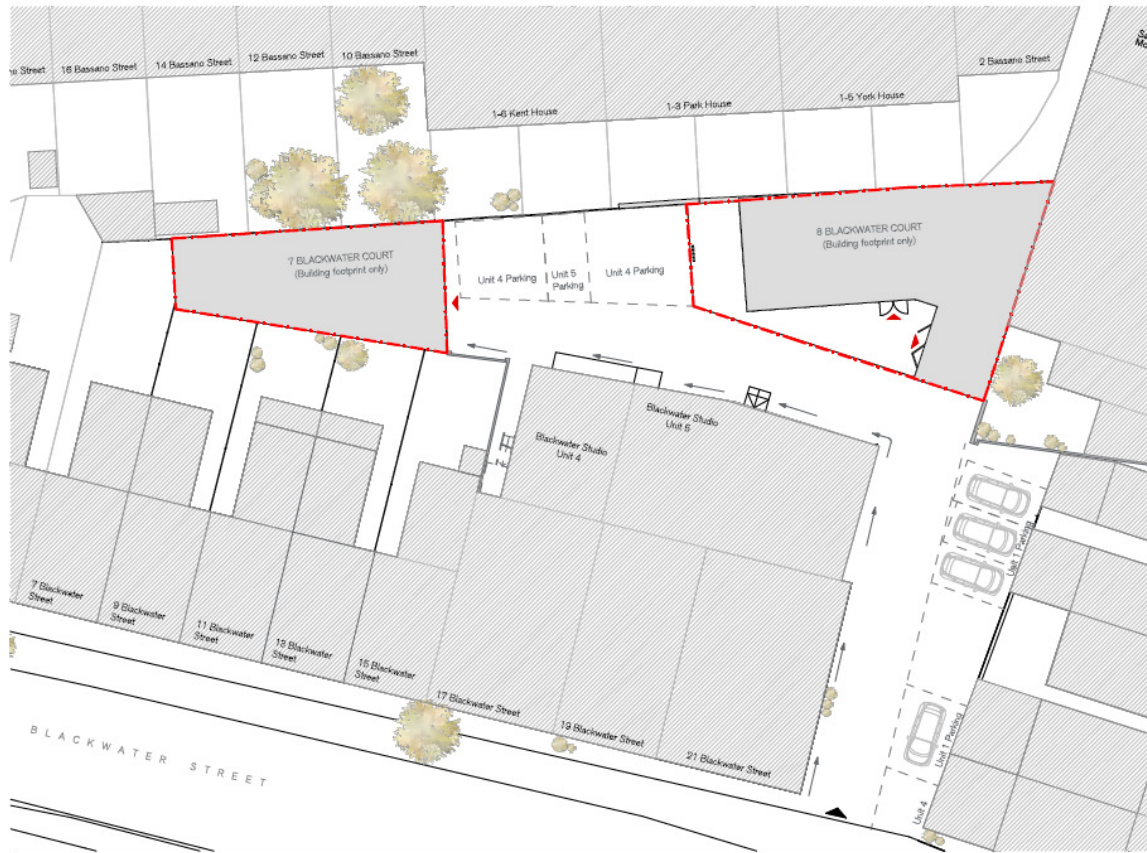 16 Bassano Street
14 Bassano Street
12 Bassano Street
10 Bassano Street
2 Bassano Street
1-6 Kent House
1-3 Park House
1-5 York House
7 BLACKWATER COURT
(Building footprint only)
8 BLACKWATER COURT
(Building footprint only)
Unit 4 Parking
Unit 5
Parking
Unit 4 Parking
Blackwater Studio
Unit 5
Blackwater Studio
Unit 4
Unit 1 Parking
7 Blackwater
Street
9 Blackwater
Street
11 Blackwater
Street
13 Blackwater
Street
15 Blackwater
Street
17 Blackwater Street
19 Blackwater Street
21 Blackwater Street
Unit 1 Parking
Unit 4
BLACKWATER STREET